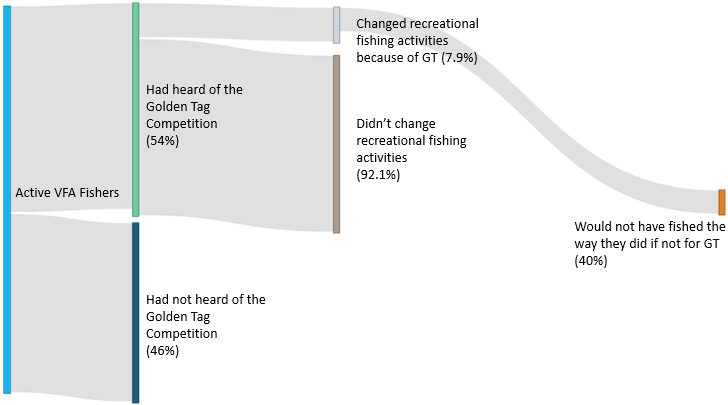 Active VFA Fishers
Had heard of the
Golden Tag
Competition
(54%)
Had not heard of the
Golden Tag
Competition
(46%)
Changed recreational
fishing activities
because of GT (7.9%)
Didn’t change
recreational fishing
activities
(92.1%)
Would not have fished the
way they did if not for GT
(40%)